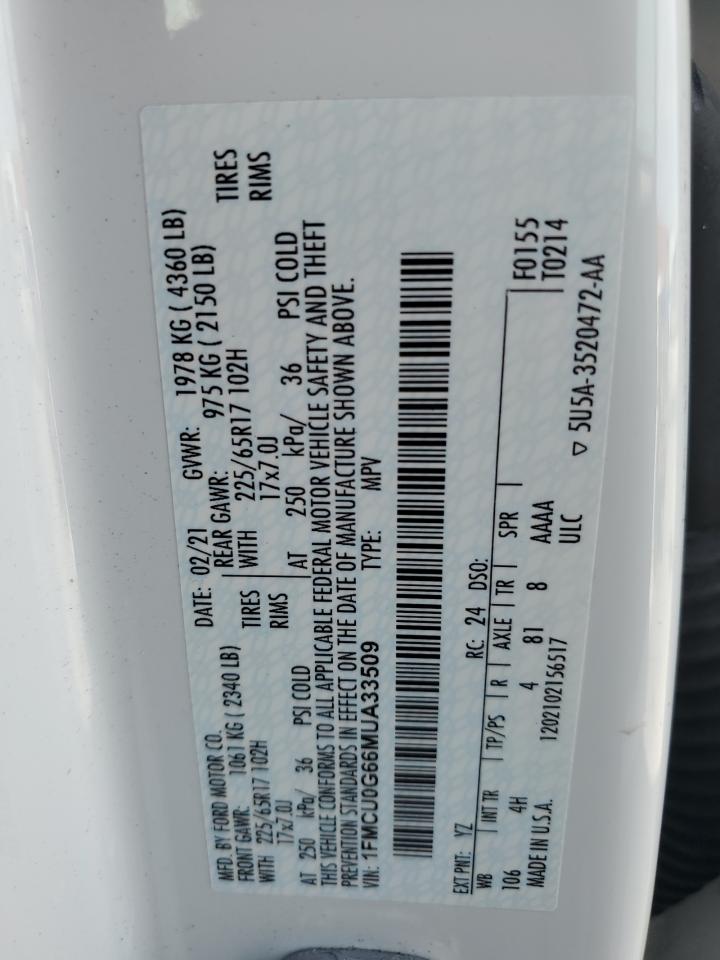 MFD. BY FORD MOTOR CO. DATE: 02/21 GVWR: 1978 KG ( 4360 LB)
FRONT GAWR: 1061 KG ( 2340 LB) REAR GAWR: 975 KG ( 2150 LB)
WITH 225/65R17 102H TIRES WITH 225/65R17 102H TIRES
17x7.0J RIMS 17x7.0J RIMS
AT 250 kPa/ 36 PSI COLD AT 250 kPa/ 36 PSI COLD
THIS VEHICLE CONFORMS TO ALL APPLICABLE FEDERAL MOTOR VEHICLE SAFETY AND THEFT
PREVENTION STANDARDS IN EFFECT ON THE DATE OF MANUFACTURE SHOWN ABOVE.
VIN: 1FMCU0G66MUA33509 TYPE: MPV
EXT PNT: YZ RC: 24 DSO: F0155
WB INT TR TP/PS R AXLE TR SPR T0214
106 4H 4 81 8 AAAA
MADE IN U.S.A. 1202102156517 ULC ▽ 5U5A-3520472-AA